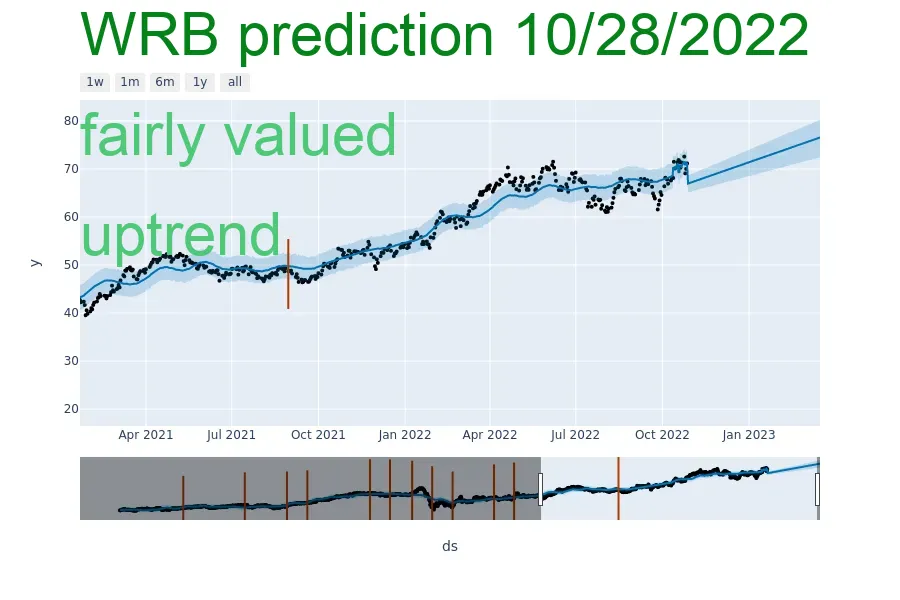 WRB prediction 10/28/2022
1w 1m 6m 1y all
80
fairly valued
70
60
uptrend
50
y
40
30
20
Apr 2021 Jul 2021 Oct 2021 Jan 2022 Apr 2022 Jul 2022 Oct 2022 Jan 2023
ds